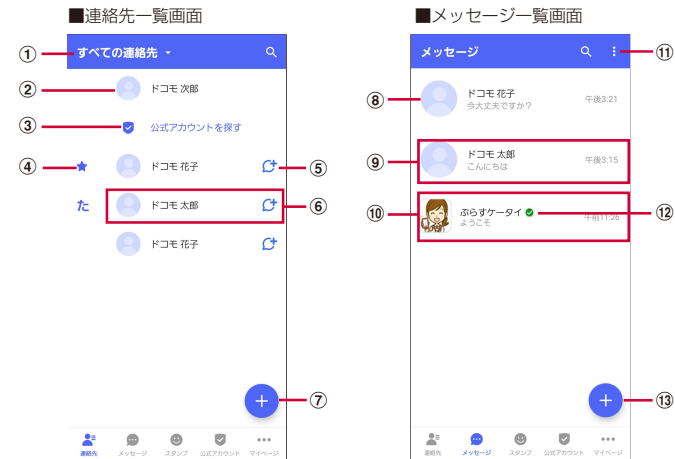 ■連絡先一覧画面
① すべての連絡先
② ドコモ 次郎
③ 公式アカウントを探す
④ ドコモ 花子 ⑤
た ドコモ 太郎 ⑥
ドコモ 花子
⑦
連絡先 メッセージ スタンプ 公式アカウント マイページ
■メッセージ一覧画面
メッセージ ⑪
⑧ ドコモ 花子 午後3:21
今大丈夫ですか？
⑨ ドコモ 太郎 午後3:15
こんにちは
⑩ ぷらすケータイ 午前11:26 ⑫
ようこそ
⑬
連絡先 メッセージ スタンプ 公式アカウント マイページ